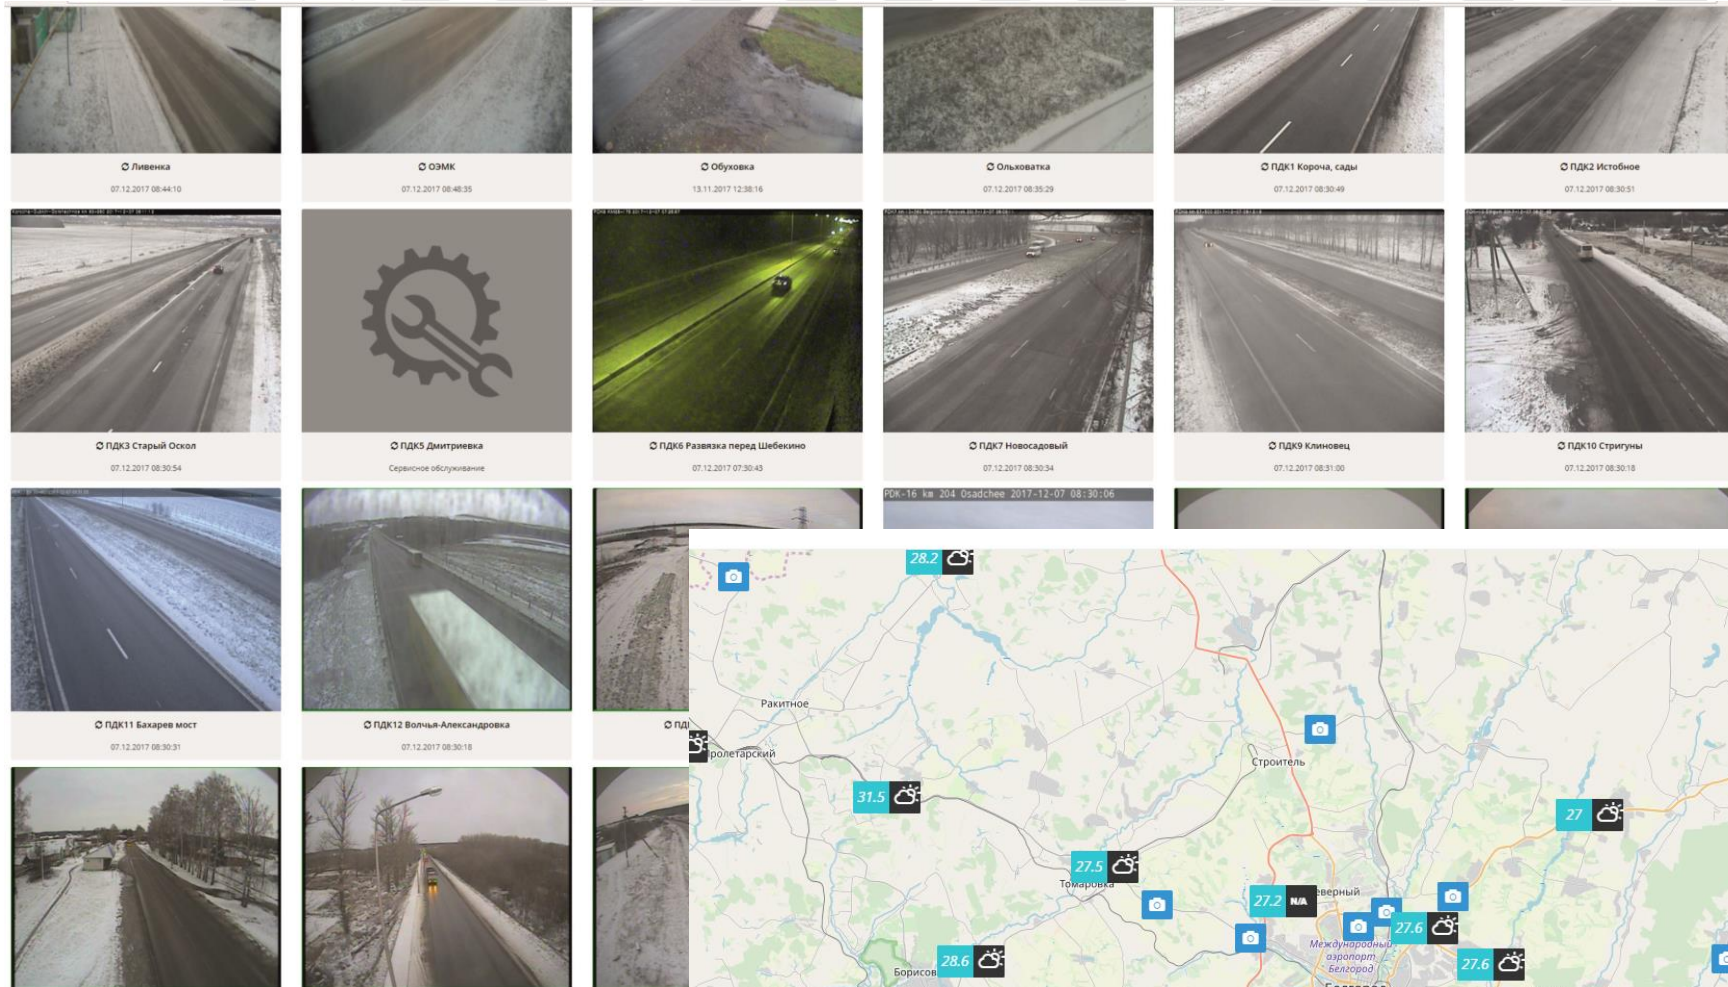 Ливенка
07.12.2017 08:44:10
ОЭМК
07.12.2017 08:48:35
Обуховка
13.11.2017 12:38:16
Ольховатка
07.12.2017 08:35:29
ПДК1 Короча, сады
07.12.2017 08:30:49
ПДК2 Истобное
07.12.2017 08:30:51
ПДК3 Старый Оскол
07.12.2017 08:30:54
ПДК5 Дмитриевка
Сервисное обслуживание
ПДК6 Развязка перед Шебекино
07.12.2017 07:30:43
ПДК7 Новосадовый
07.12.2017 08:30:34
ПДК9 Клиновец
07.12.2017 08:31:00
ПДК10 Стригуны
07.12.2017 08:30:18
PDK-16 km 204 Osadchee 2017-12-07 08:30:06
ПДК11 Бахарев мост
07.12.2017 08:30:31
ПДК12 Волчья-Александровка
07.12.2017 08:30:18
28.2
Ракитное
Пролетарский
Строитель
31.5
27
27.5
Томаровка
27.2 N/A
еверный
27.6
Международный
аэропорт
Белгород
28.6
27.6
Борисов